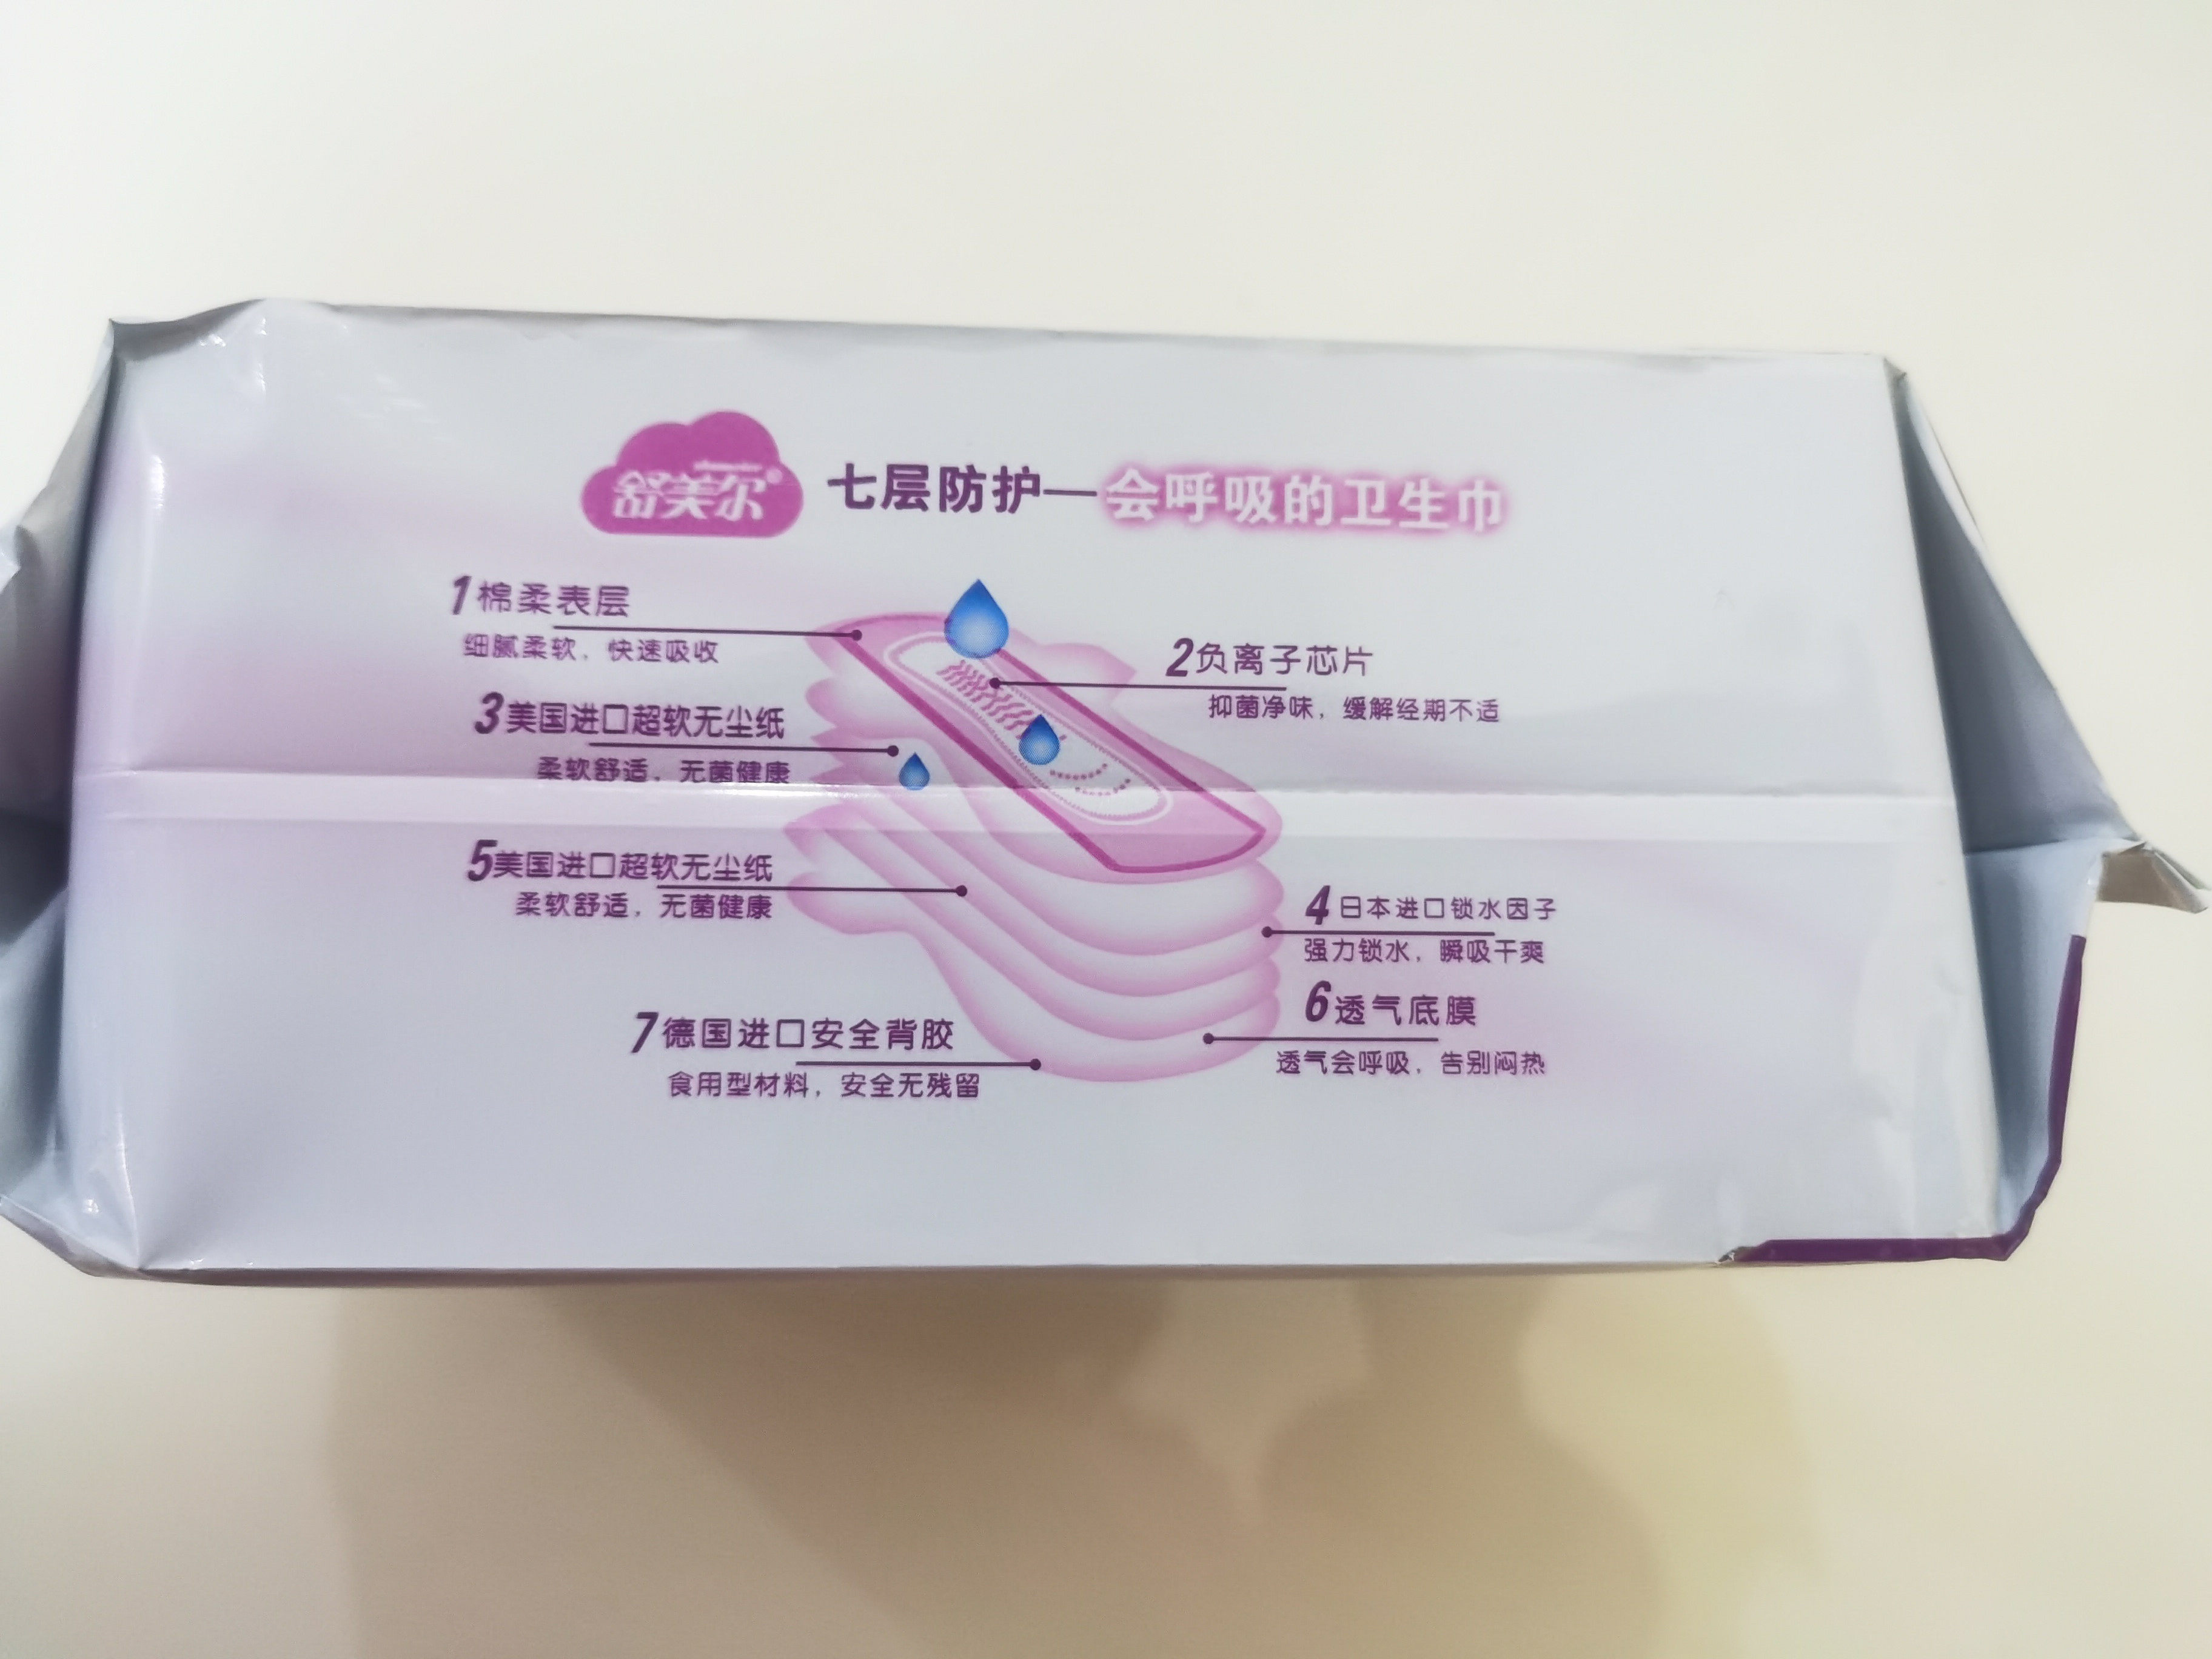 舒美尔®
七层防护—会呼吸的卫生巾
1棉柔表层
细腻柔软，快速吸收
2负离子芯片
抑菌净味，缓解经期不适
3美国进口超软无尘纸
柔软舒适，无菌健康
5美国进口超软无尘纸
柔软舒适，无菌健康
4日本进口锁水因子
强力锁水，瞬吸干爽
6透气底膜
透气会呼吸，告别闷热
7德国进口安全背胶
食用型材料，安全无残留